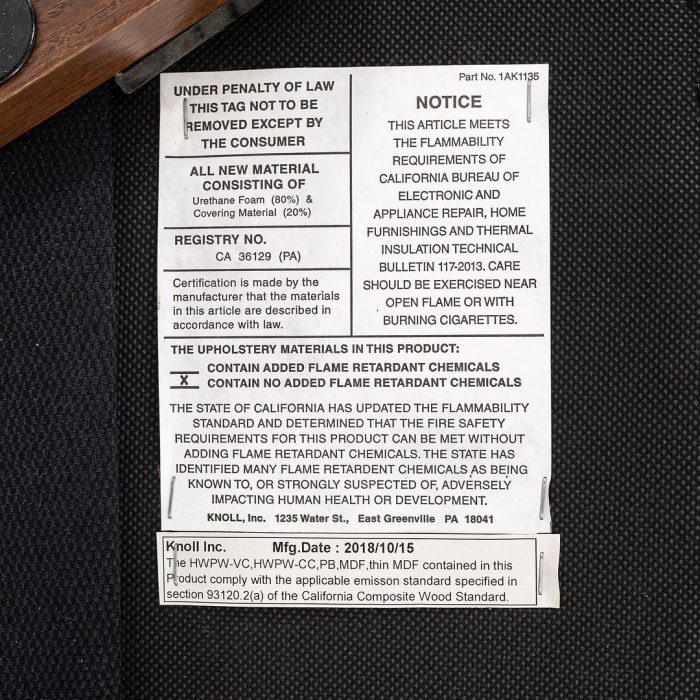 UNDER PENALTY OF LAW
THIS TAG NOT TO BE
REMOVED EXCEPT BY
THE CONSUMER
ALL NEW MATERIAL
CONSISTING OF
Urethane Foam (80%) &
Covering Material (20%)
REGISTRY NO.
CA 36129 (PA)
Certification is made by the
manufacturer that the materials
in this article are described in
accordance with law.
Part No. 1AK1135
NOTICE
THIS ARTICLE MEETS
THE FLAMMABILITY
REQUIREMENTS OF
CALIFORNIA BUREAU OF
ELECTRONIC AND
APPLIANCE REPAIR, HOME
FURNISHINGS AND THERMAL
INSULATION TECHNICAL
BULLETIN 117-2013. CARE
SHOULD BE EXERCISED NEAR
OPEN FLAME OR WITH
BURNING CIGARETTES.
THE UPHOLSTERY MATERIALS IN THIS PRODUCT:
CONTAIN ADDED FLAME RETARDANT CHEMICALS
X CONTAIN NO ADDED FLAME RETARDANT CHEMICALS
THE STATE OF CALIFORNIA HAS UPDATED THE FLAMMABILITY
STANDARD AND DETERMINED THAT THE FIRE SAFETY
REQUIREMENTS FOR THIS PRODUCT CAN BE MET WITHOUT
ADDING FLAME RETARDANT CHEMICALS. THE STATE HAS
IDENTIFIED MANY FLAME RETARDENT CHEMICALS AS BEING
KNOWN TO, OR STRONGLY SUSPECTED OF, ADVERSELY
IMPACTING HUMAN HEALTH OR DEVELOPMENT.
KNOLL, Inc. 1235 Water St., East Greenville PA 18041
Knoll Inc. Mfg.Date : 2018/10/15
The HWPW-VC,HWPW-CC,PB,MDF,thin MDF contained in this
Product comply with the applicable emisson standard specified in
section 93120.2(a) of the California Composite Wood Standard.